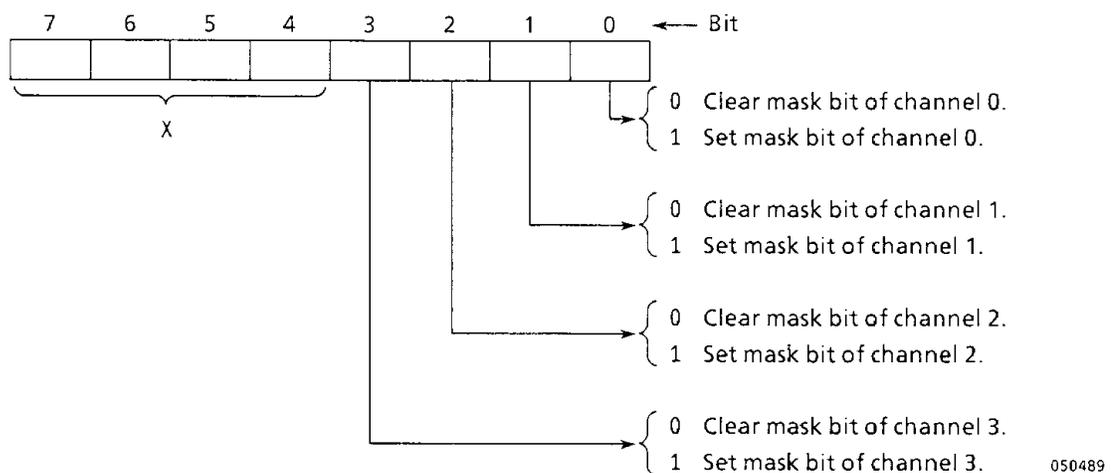 7 6 5 4 3 2 1 0 Bit
X
0 Clear mask bit of channel 0.
1 Set mask bit of channel 0.
0 Clear mask bit of channel 1.
1 Set mask bit of channel 1.
0 Clear mask bit of channel 2.
1 Set mask bit of channel 2.
0 Clear mask bit of channel 3.
1 Set mask bit of channel 3.
050489